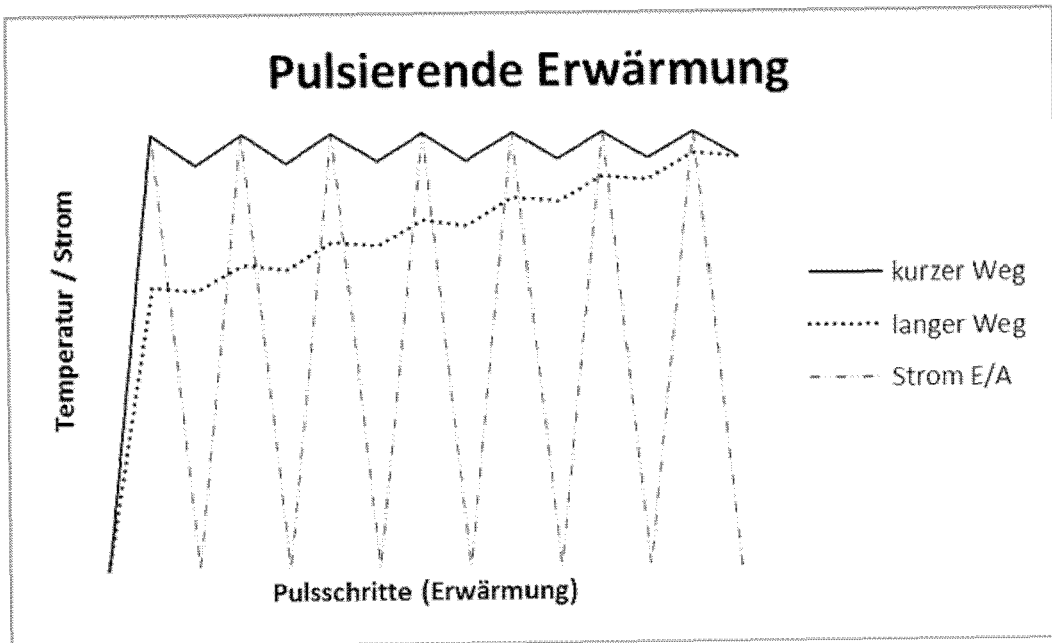 Pulsierende Erwärmung
Temperatur / Strom
kurzer Weg
langer Weg
Strom E/A
Pulsschritte (Erwärmung)